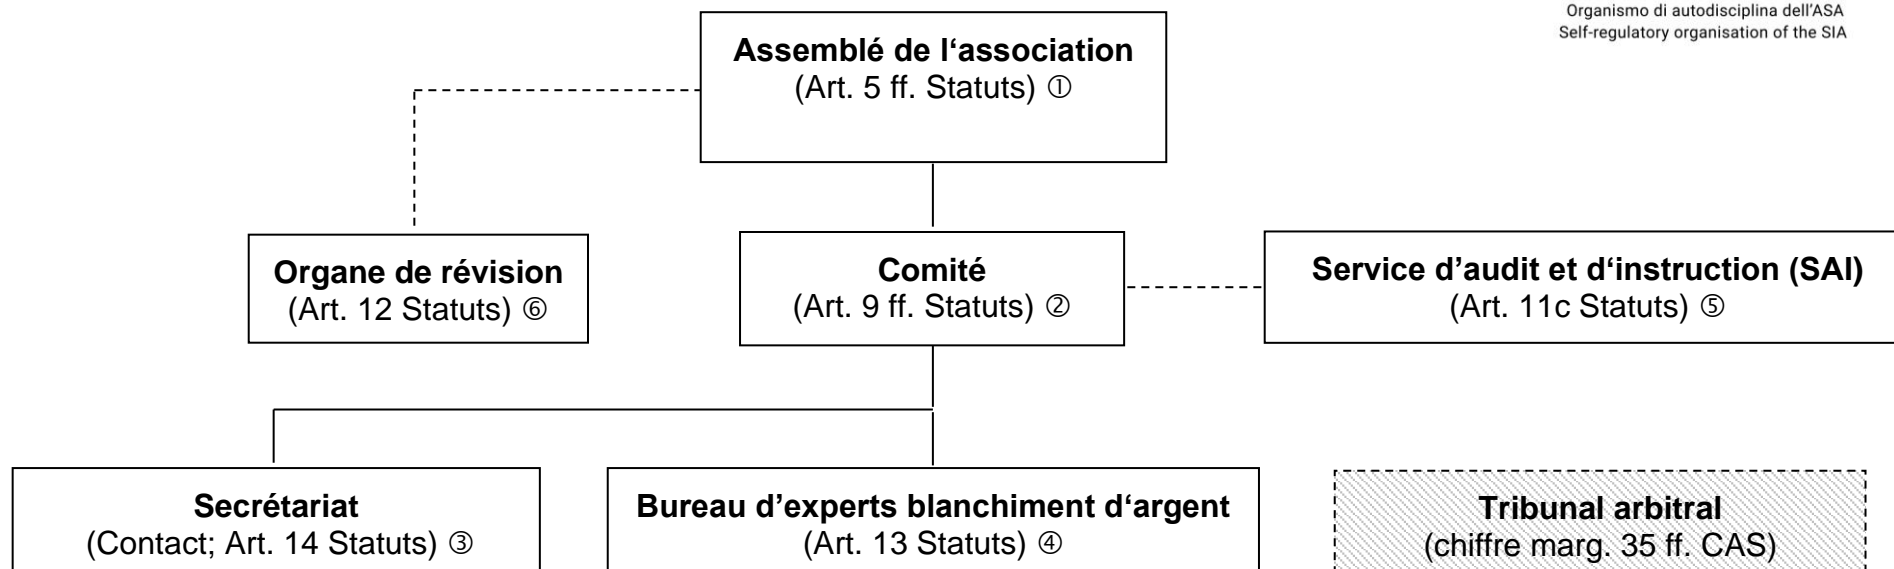 Organismo di autodisciplina dell'ASA
Self-regulatory organisation of the SIA
Assemblé de l‘association
(Art. 5 ff. Statuts) ①
Organe de révision
(Art. 12 Statuts) ⑥
Comité
(Art. 9 ff. Statuts) ②
Service d’audit et d‘instruction (SAI)
(Art. 11c Statuts) ⑤
Secrétariat
(Contact; Art. 14 Statuts) ③
Bureau d’experts blanchiment d‘argent
(Art. 13 Statuts) ④
Tribunal arbitral
(chiffre marg. 35 ff. CAS)